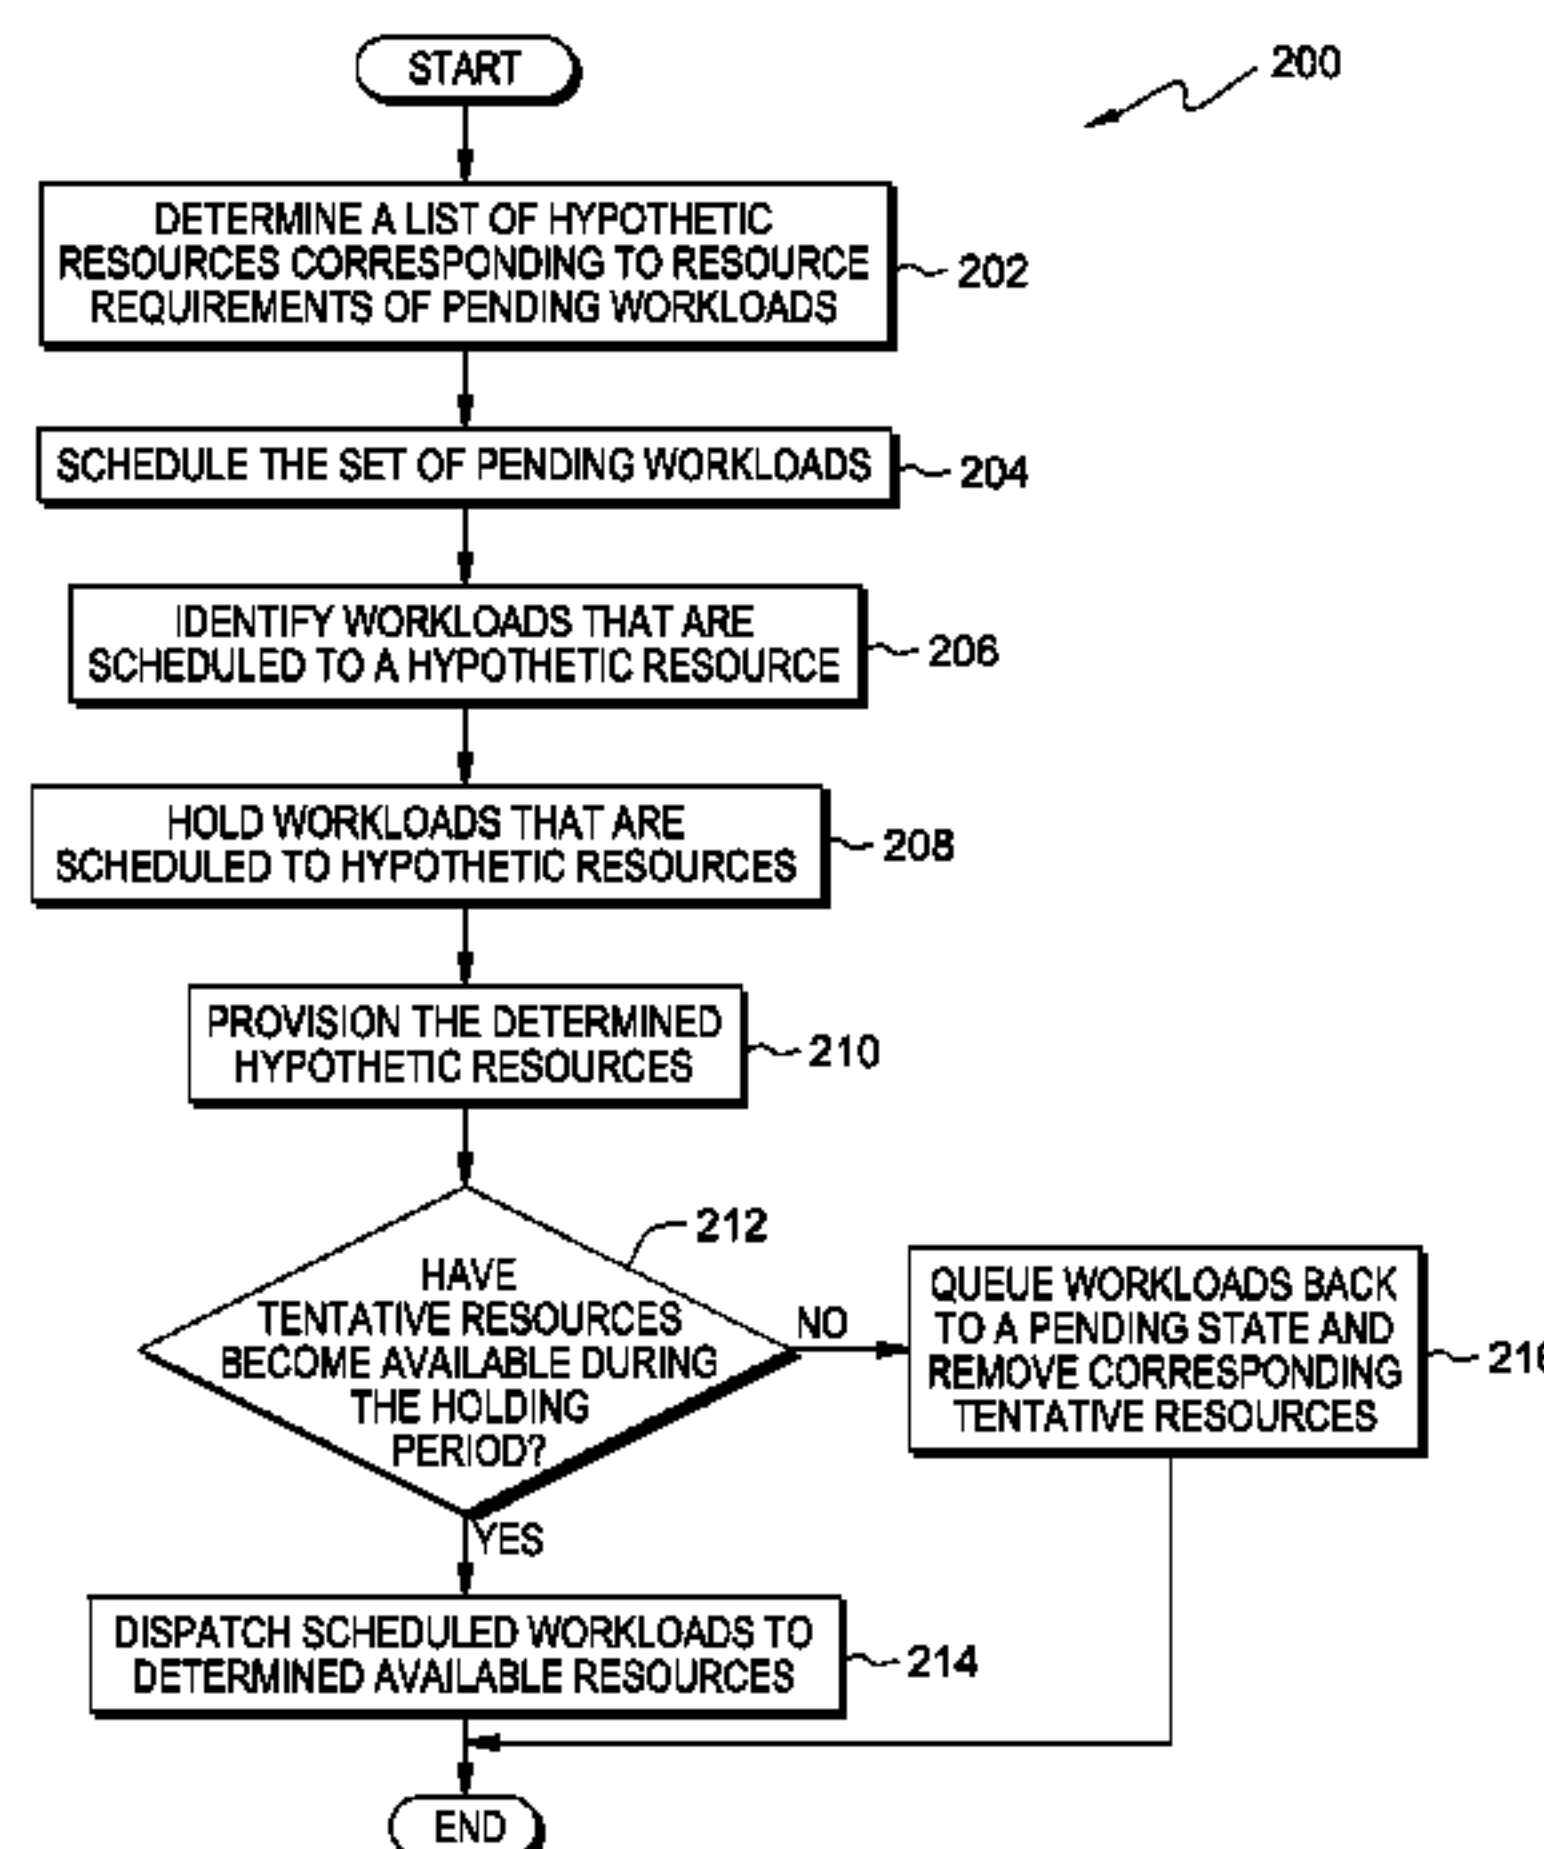 START
200
DETERMINE A LIST OF HYPOTHETIC
RESOURCES CORRESPONDING TO RESOURCE
REQUIREMENTS OF PENDING WORKLOADS
202
SCHEDULE THE SET OF PENDING WORKLOADS
204
IDENTIFY WORKLOADS THAT ARE
SCHEDULED TO A HYPOTHETIC RESOURCE
206
HOLD WORKLOADS THAT ARE
SCHEDULED TO HYPOTHETIC RESOURCES
208
PROVISION THE DETERMINED
HYPOTHETIC RESOURCES
210
212
HAVE
TENTATIVE RESOURCES
BECOME AVAILABLE DURING
THE HOLDING
PERIOD?
NO
QUEUE WORKLOADS BACK
TO A PENDING STATE AND
REMOVE CORRESPONDING
TENTATIVE RESOURCES
216
YES
DISPATCH SCHEDULED WORKLOADS TO
DETERMINED AVAILABLE RESOURCES
214
END